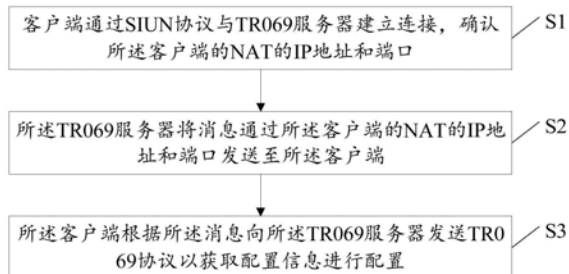 客户端通过SIUN协议与TR069服务器建立连接，确认
所述客户端的NAT的IP地址和端口
S1
所述TR069服务器将消息通过所述客户端的NAT的IP地
址和端口发送至所述客户端
S2
所述客户端根据所述消息向所述TR069服务器发送TR0
69协议以获取配置信息进行配置
S3